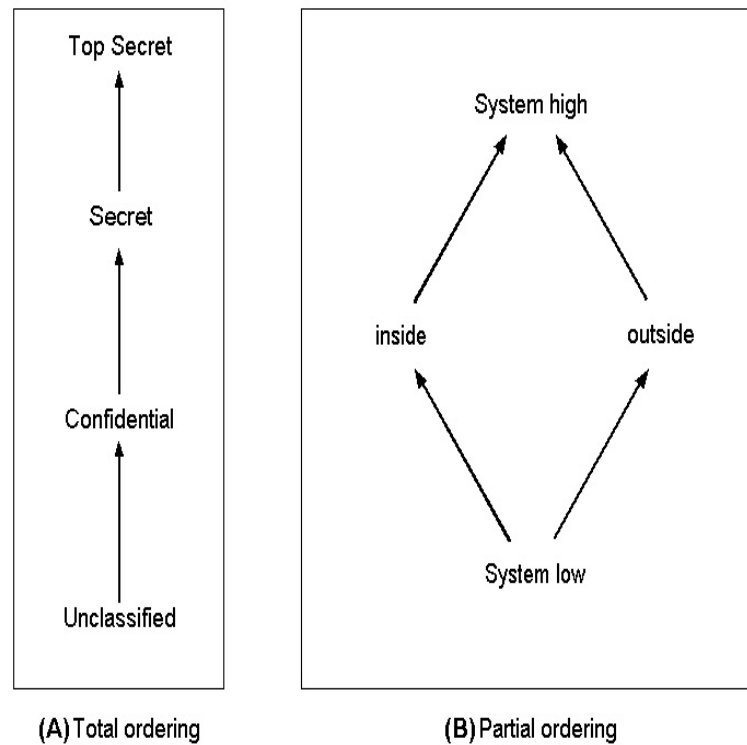 Top Secret
Secret
Confidential
Unclassified
(A) Total ordering
System high
inside
outside
System low
(B) Partial ordering